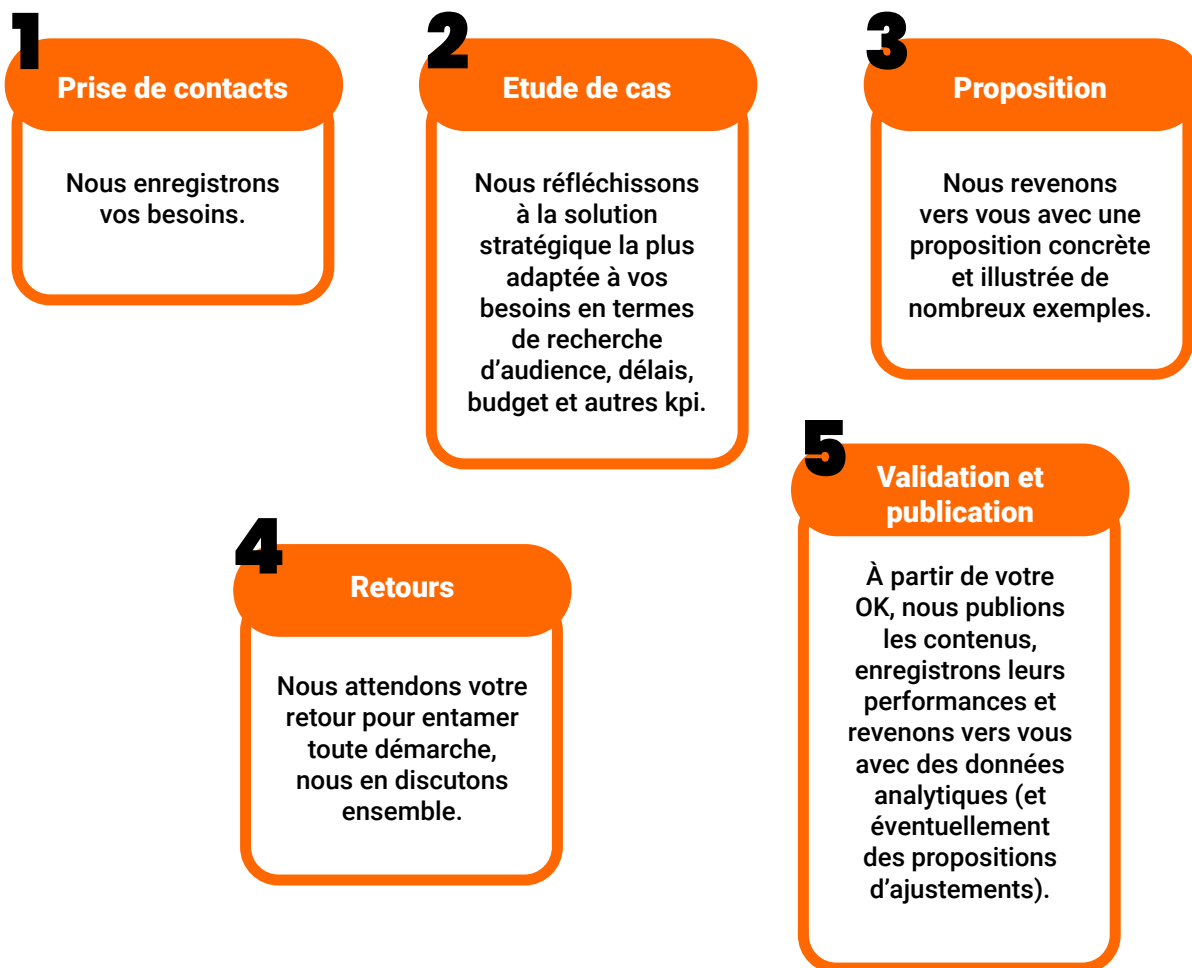 1
Prise de contacts
Nous enregistrons
vos besoins.
2
Etude de cas
Nous réfléchissons
à la solution
stratégique la plus
adaptée à vos
besoins en termes
de recherche
d’audience, délais,
budget et autres kpi.
3
Proposition
Nous revenons
vers vous avec une
proposition concrète
et illustrée de
nombreux exemples.
4
Retours
Nous attendons votre
retour pour entamer
toute démarche,
nous en discutons
ensemble.
5
Validation et
publication
À partir de votre
OK, nous publions
les contenus,
enregistrons leurs
performances et
revenons vers vous
avec des données
analytiques (et
éventuellement
des propositions
d’ajustements).